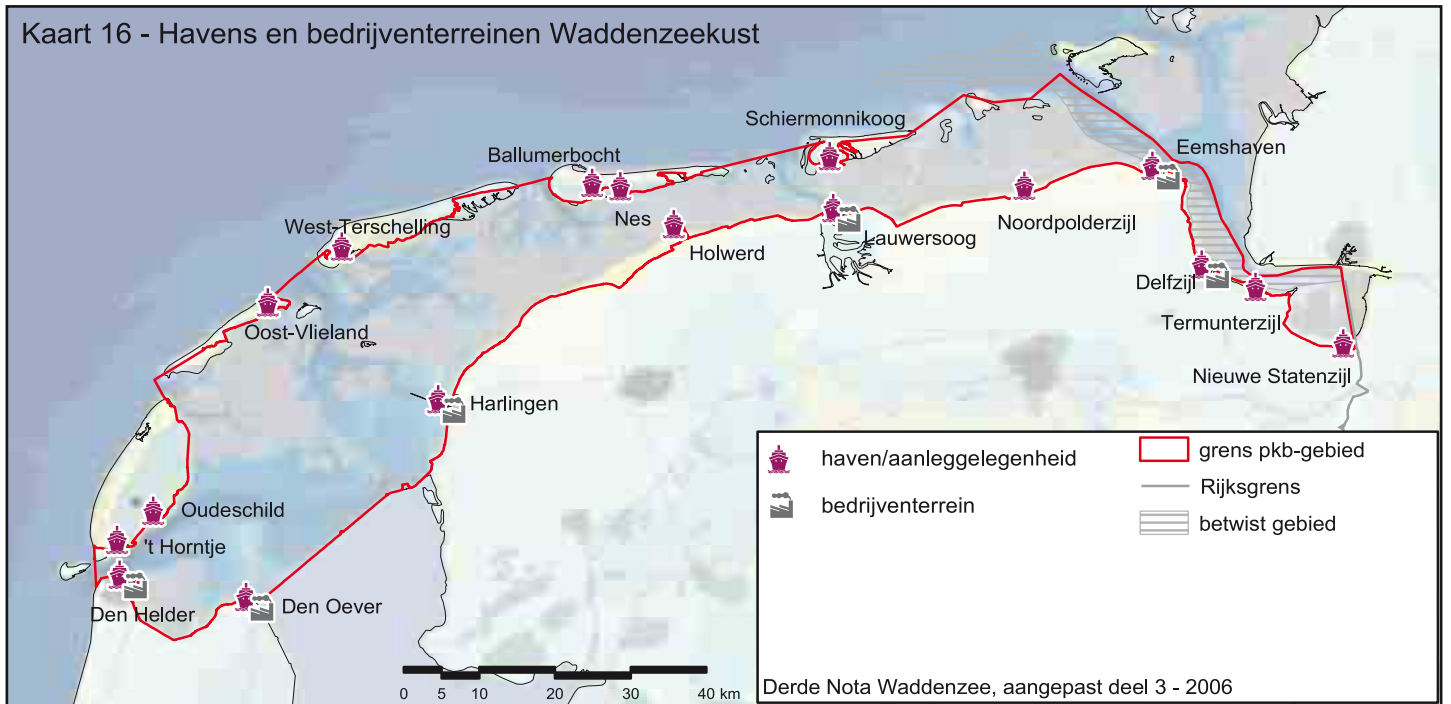 Kaart 16 - Havens en bedrijventerreinen Waddenzeekust
Schiermonnikoog
Eemshaven
Ballumerbocht
Nes
Noordpolderzijl
West-Terschelling
Lauwersoog
Holwerd
Delfzijl
Oost-Vlieland
Termunterzijl
Nieuwe Statenzijl
Harlingen
Oudeschild
't Horntje
Den Helder
Den Oever
haven/aanleggelegenheid
bedrijventerrein
grens pkb-gebied
Rijksgrens
betwist gebied
0 5 10 20 30 40 km
Derde Nota Waddenzee, aangepast deel 3 - 2006